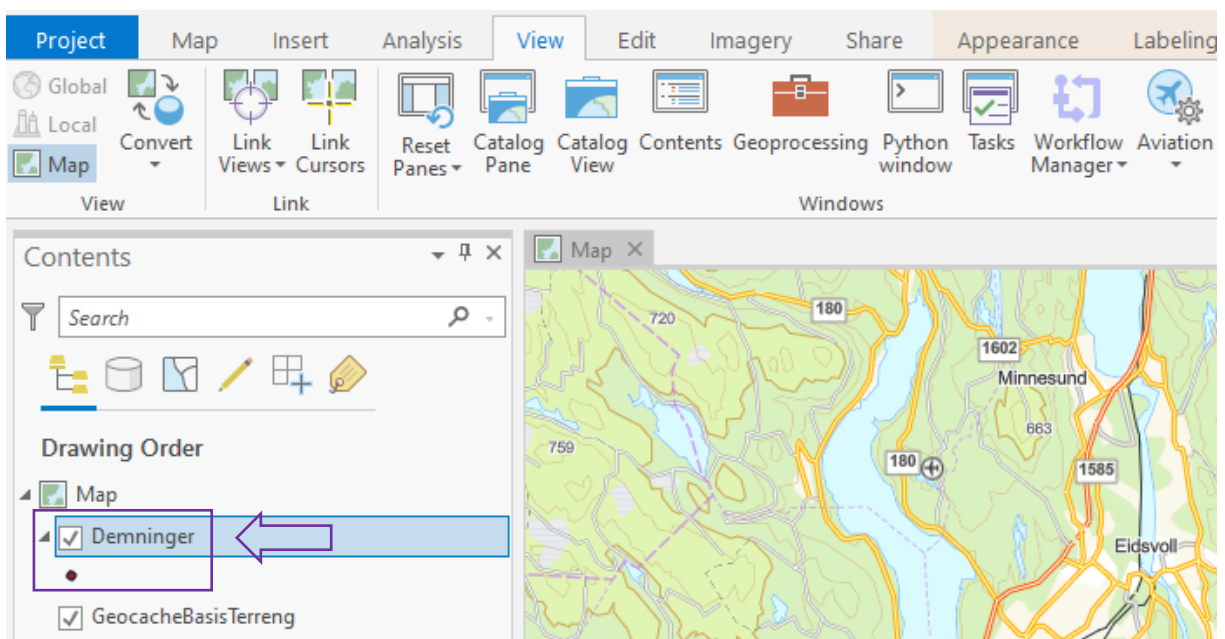 Project Map Insert Analysis View Edit Imagery Share Appearance Labeling
Global
Local
Map
Convert
Link Views
Link Cursors
Reset Panes
Catalog Pane
Catalog View
Contents
Geoprocessing
Python window
Tasks
Workflow Manager
Aviation
View Link Windows
Contents
Search
Drawing Order
Map
Demninger
GeocacheBasisTerreng
Map
180
720
1602
Minnesund
663
759
180
1585
Eidsvoll